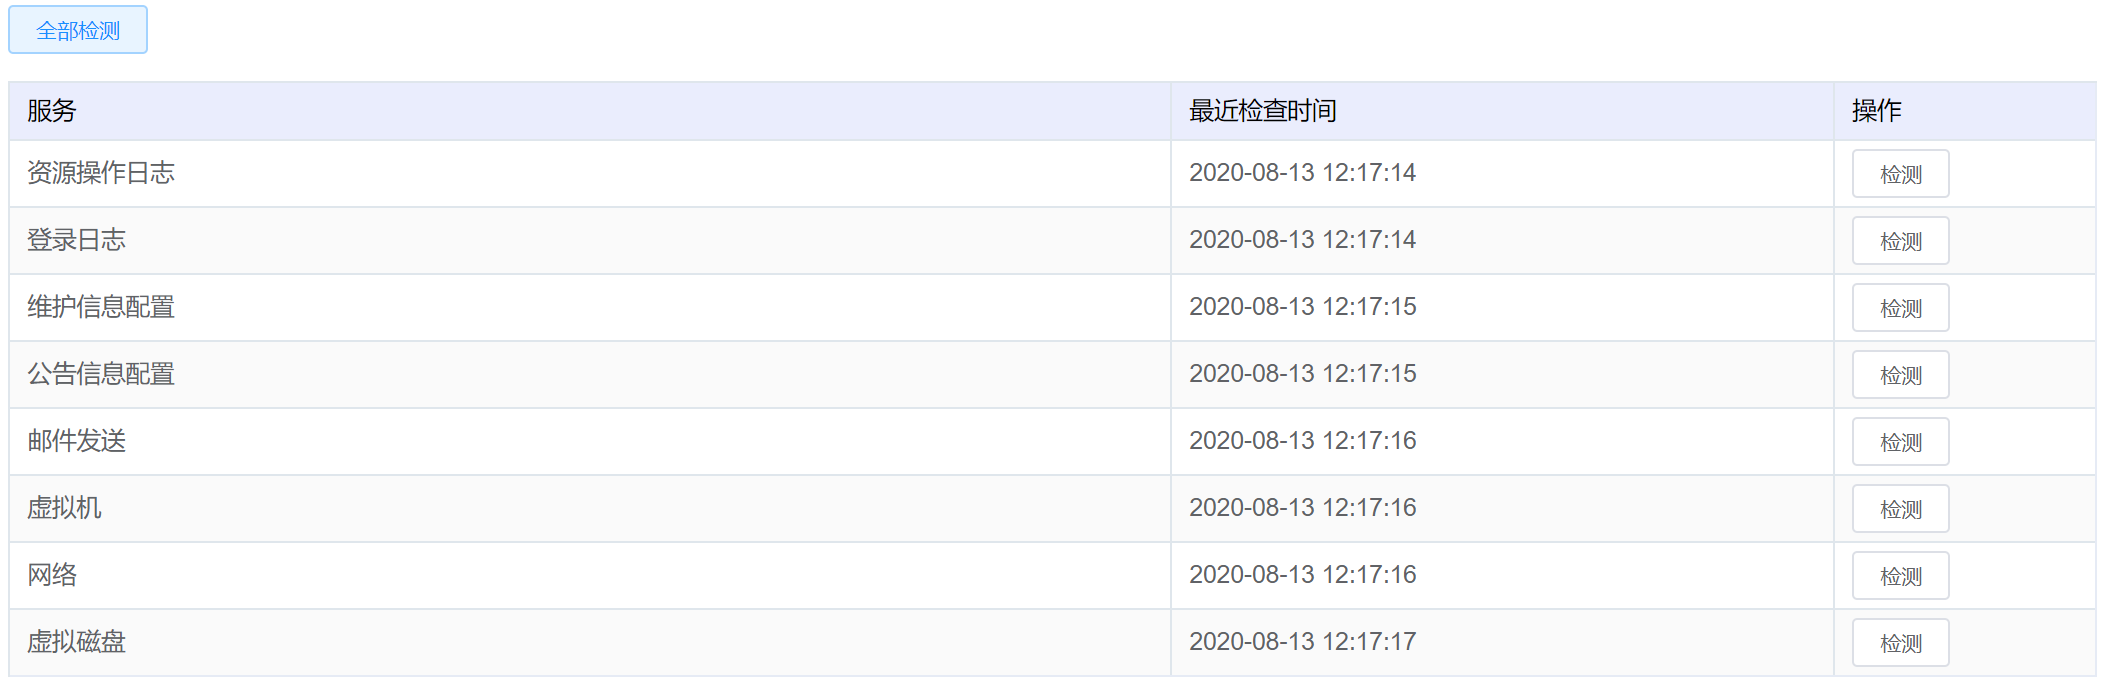 全部检测
服务 最近检查时间 操作
资源操作日志 2020-08-13 12:17:14 检测
登录日志 2020-08-13 12:17:14 检测
维护信息配置 2020-08-13 12:17:15 检测
公告信息配置 2020-08-13 12:17:15 检测
邮件发送 2020-08-13 12:17:16 检测
虚拟机 2020-08-13 12:17:16 检测
网络 2020-08-13 12:17:16 检测
虚拟磁盘 2020-08-13 12:17:17 检测